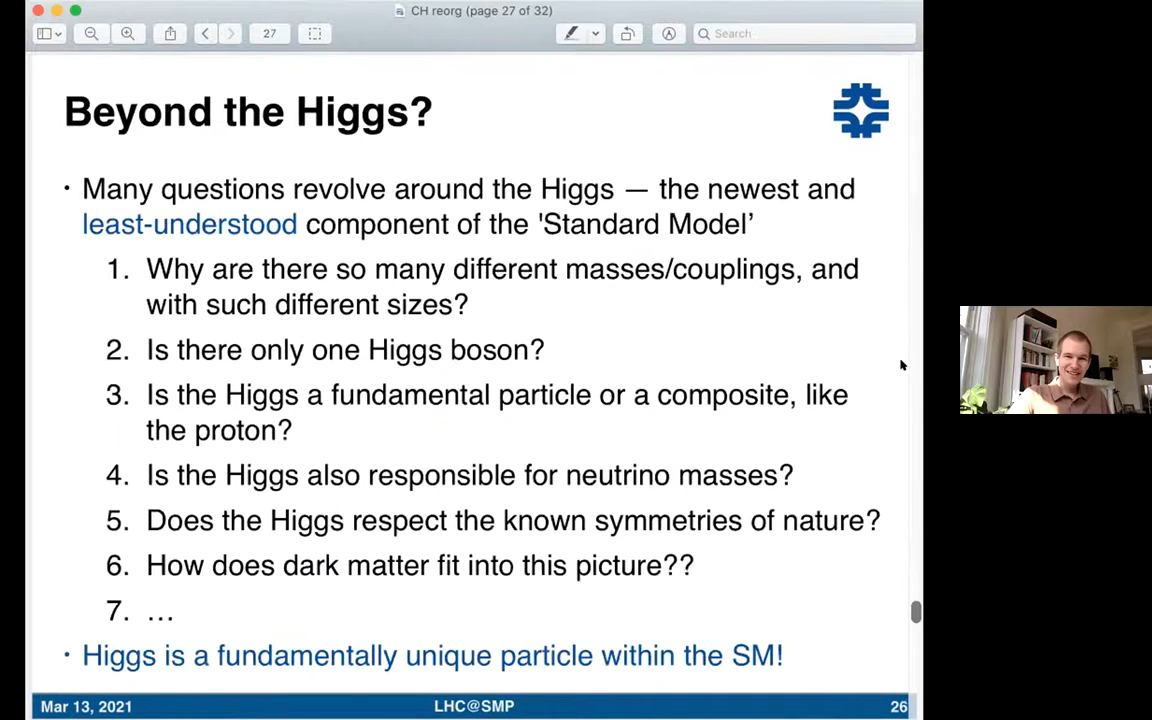 CH reorg (page 27 of 32)
27
Search
Beyond the Higgs?
• Many questions revolve around the Higgs — the newest and
least-understood component of the 'Standard Model’
1. Why are there so many different masses/couplings, and
with such different sizes?
2. Is there only one Higgs boson?
3. Is the Higgs a fundamental particle or a composite, like
the proton?
4. Is the Higgs also responsible for neutrino masses?
5. Does the Higgs respect the known symmetries of nature?
6. How does dark matter fit into this picture??
7. …
• Higgs is a fundamentally unique particle within the SM!
Mar 13, 2021
LHC@SMP
26